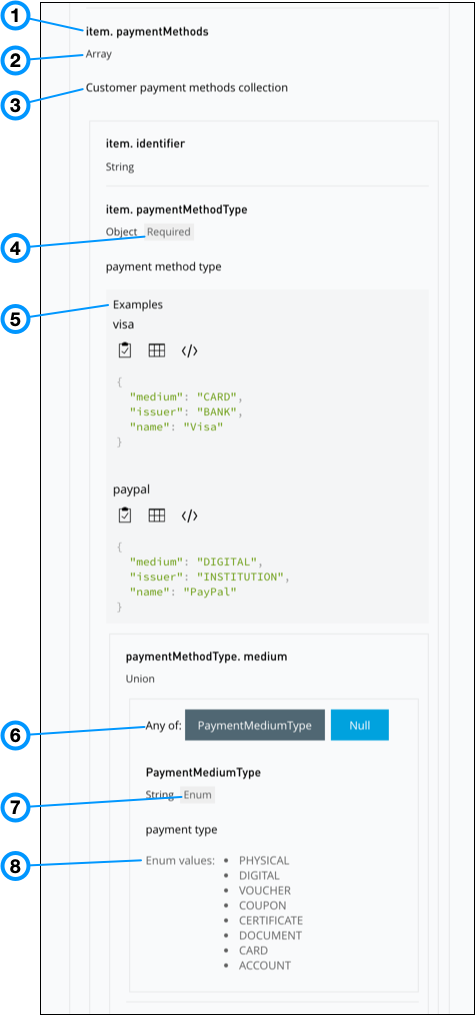 1
item. paymentMethods
2
Array
3
Customer payment methods collection
item. identifier
String
item. paymentMethodType
4
Object Required
payment method type
5
Examples
visa
</>
{
"medium": "CARD",
"issuer": "BANK",
"name": "Visa"
}
paypal
</>
{
"medium": "DIGITAL",
"issuer": "INSTITUTION",
"name": "PayPal"
}
paymentMethodType. medium
Union
6
Any of: PaymentMediumType Null
PaymentMediumType
7
String Enum
payment type
8
Enum values: • PHYSICAL
• DIGITAL
• VOUCHER
• COUPON
• CERTIFICATE
• DOCUMENT
• CARD
• ACCOUNT